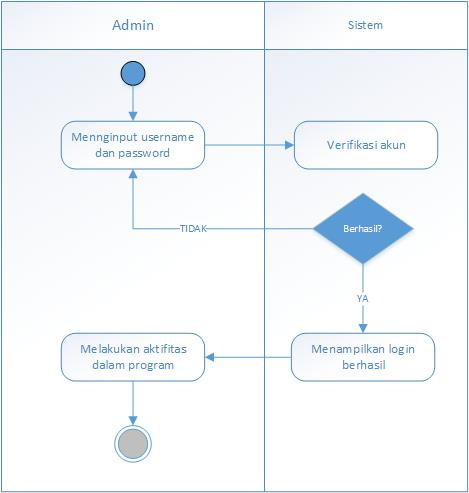 Admin
Sistem
Mennginput username
dan password
Verifikasi akun
Berhasil?
TIDAK
YA
Menampilkan login
berhasil
Melakukan aktifitas
dalam program